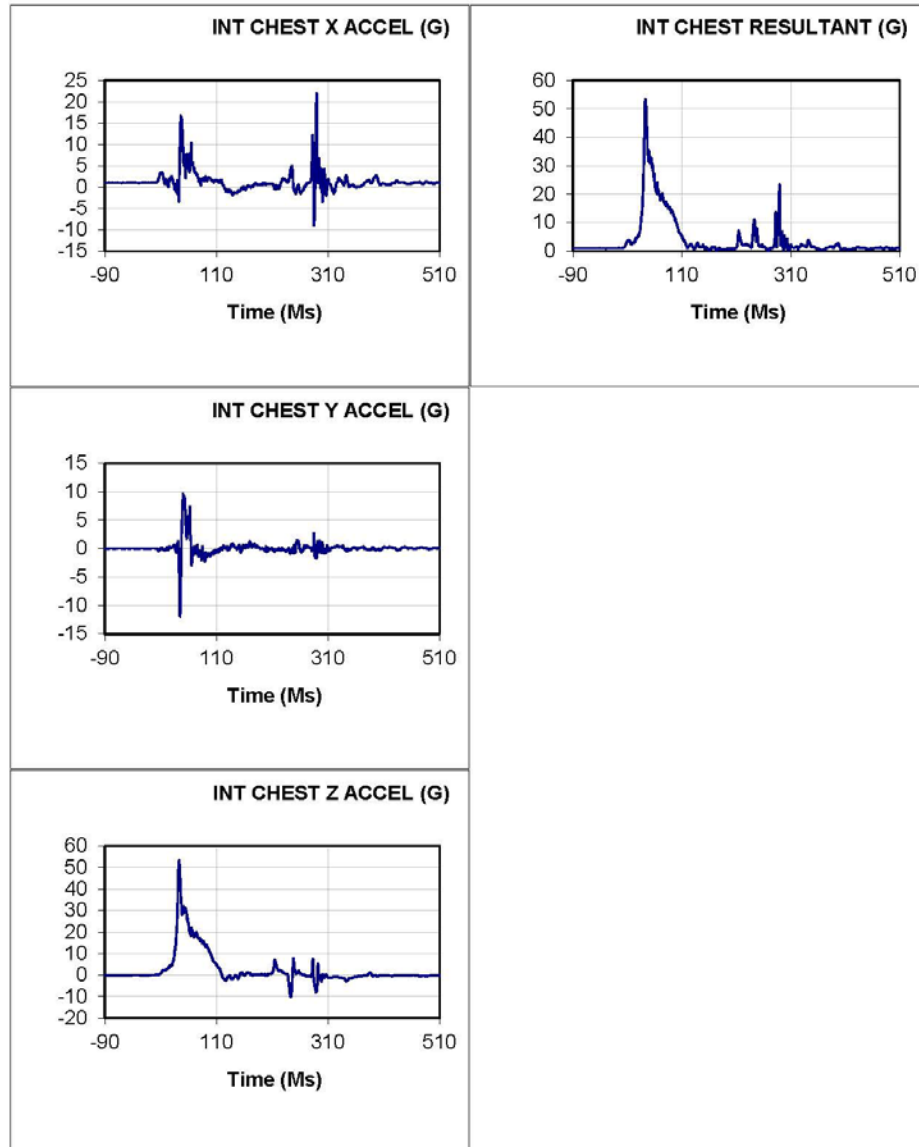 INT CHEST X ACCEL (G)
25
20
15
10
5
0
-5
-10
-15
-90 110 310 510
Time (Ms)
INT CHEST RESULTANT (G)
60
50
40
30
20
10
0
-90 110 310 510
Time (Ms)
INT CHEST Y ACCEL (G)
15
10
5
0
-5
-10
-15
-90 110 310 510
Time (Ms)
INT CHEST Z ACCEL (G)
60
50
40
30
20
10
0
-10
-20
-90 110 310 510
Time (Ms)